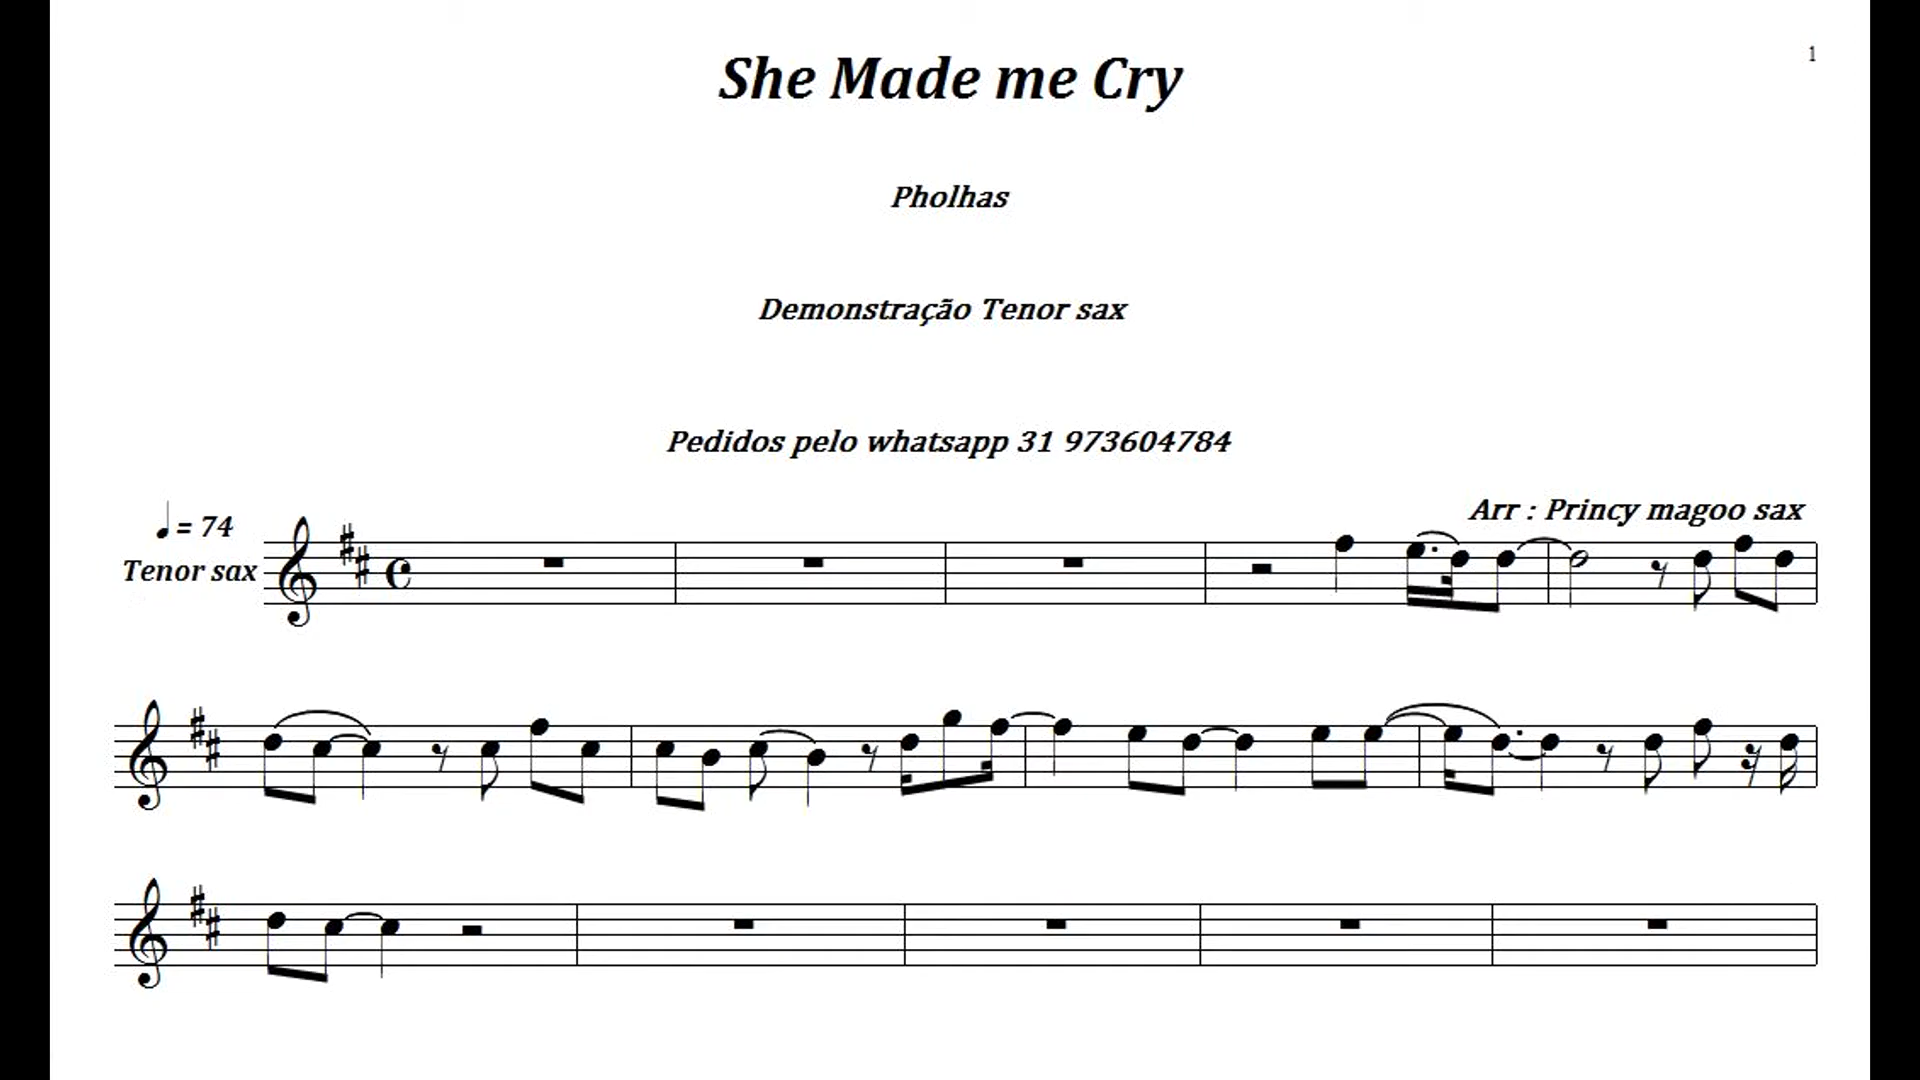 1
She Made me Cry
Pholhas
Demonstração Tenor sax
Pedidos pelo whatsapp 31 973604784
Arr : Princy magoo sax
= 74
Tenor sax